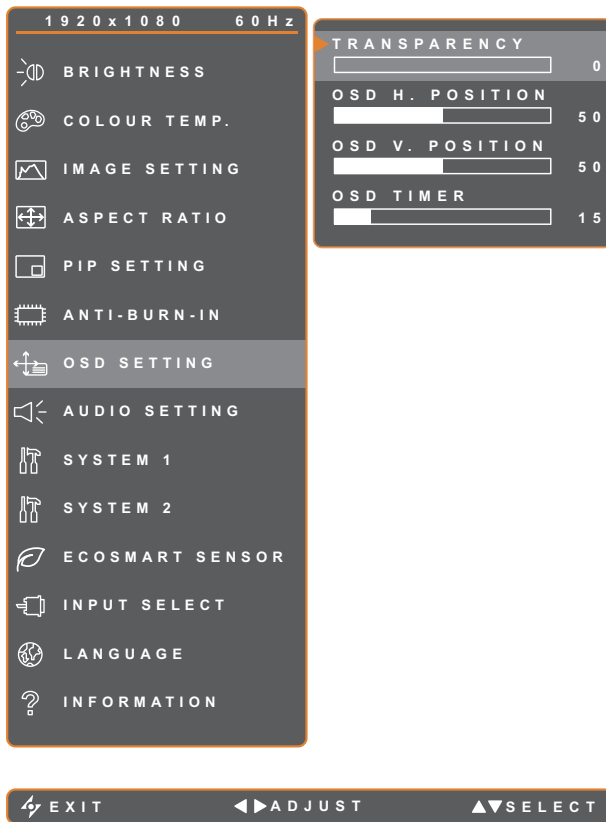 1920x1080 60Hz
BRIGHTNESS
COLOUR TEMP.
IMAGE SETTING
ASPECT RATIO
PIP SETTING
ANTI-BURN-IN
OSD SETTING
AUDIO SETTING
SYSTEM 1
SYSTEM 2
ECOSMART SENSOR
INPUT SELECT
LANGUAGE
INFORMATION
TRANSPARENCY
0
OSD H. POSITION
50
OSD V. POSITION
50
OSD TIMER
15
EXIT ADJUST SELECT